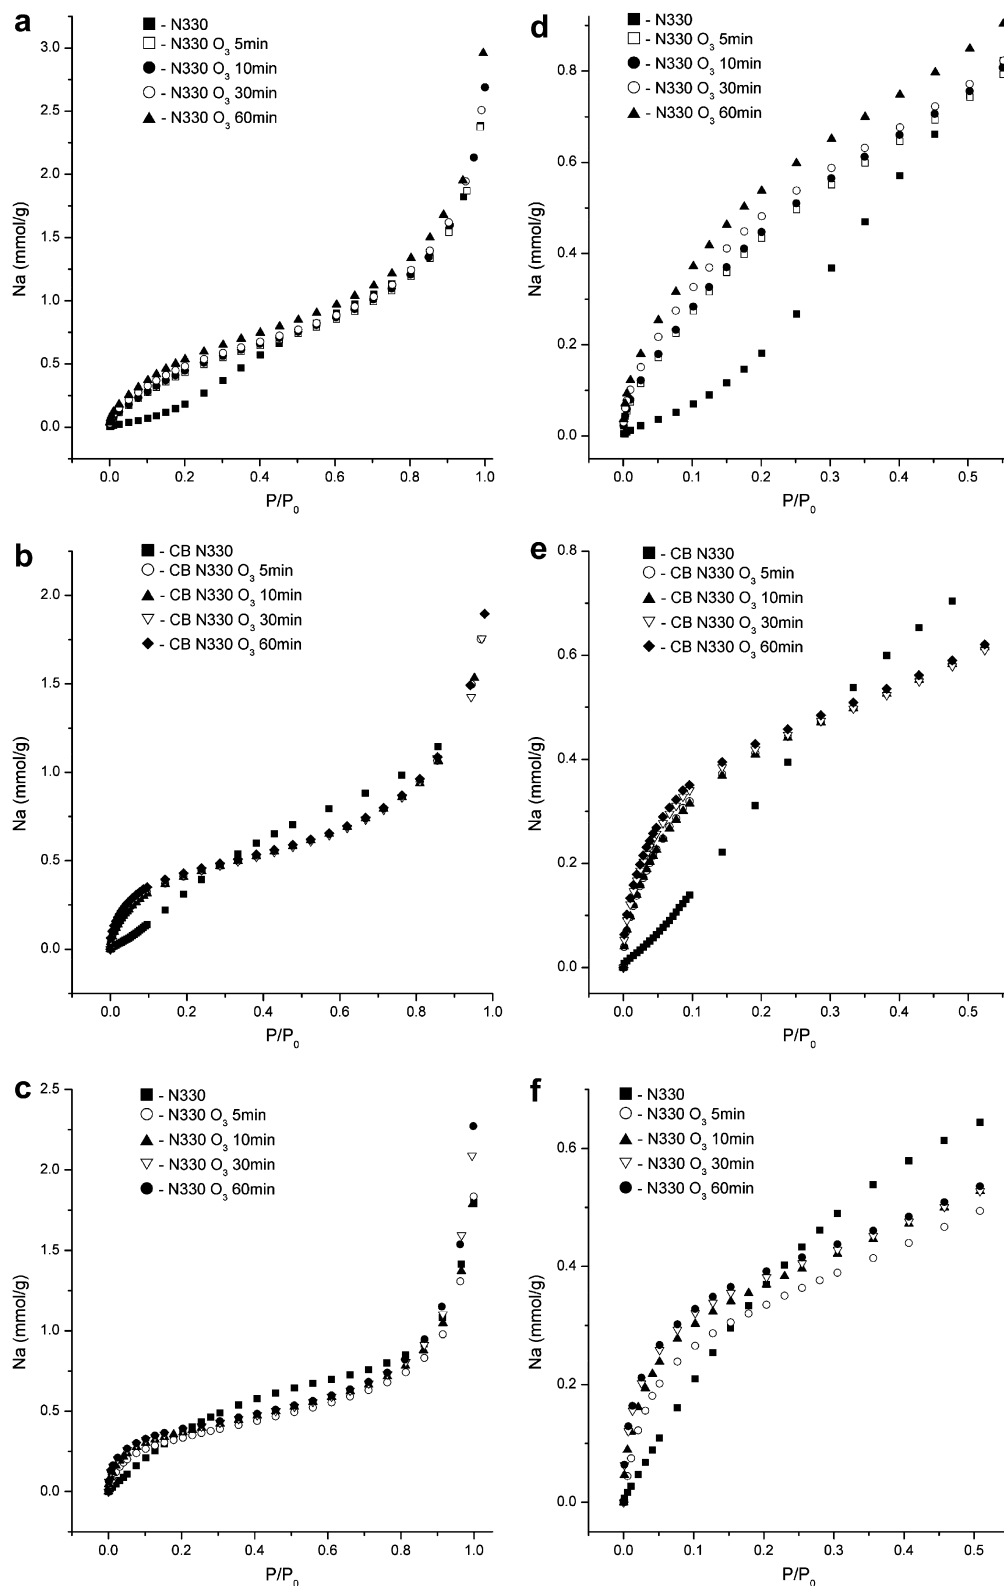 a
- N330
- N330 O3 5min
- N330 O3 10min
- N330 O3 30min
- N330 O3 60min
Na (mmol/g)
3.0
2.5
2.0
1.5
1.0
0.5
0.0
0.0 0.2 0.4 0.6 0.8 1.0
P/P0
d
- N330
- N330 O3 5min
- N330 O3 10min
- N330 O3 30min
- N330 O3 60min
Na (mmol/g)
0.8
0.6
0.4
0.2
0.0
0.0 0.1 0.2 0.3 0.4 0.5
P/P0
b
- CB N330
- CB N330 O3 5min
- CB N330 O3 10min
- CB N330 O3 30min
- CB N330 O3 60min
Na (mmol/g)
2.0
1.5
1.0
0.5
0.0
0.0 0.2 0.4 0.6 0.8 1.0
P/P0
e
- CB N330
- CB N330 O3 5min
- CB N330 O3 10min
- CB N330 O3 30min
- CB N330 O3 60min
Na (mmol/g)
0.8
0.6
0.4
0.2
0.0
0.0 0.1 0.2 0.3 0.4 0.5
P/P0
c
- N330
- N330 O3 5min
- N330 O3 10min
- N330 O3 30min
- N330 O3 60min
Na (mmol/g)
2.5
2.0
1.5
1.0
0.5
0.0
0.0 0.2 0.4 0.6 0.8 1.0
P/P0
f
- N330
- N330 O3 5min
- N330 O3 10min
- N330 O3 30min
- N330 O3 60min
Na (mmol/g)
0.6
0.4
0.2
0.0
0.0 0.1 0.2 0.3 0.4 0.5
P/P0